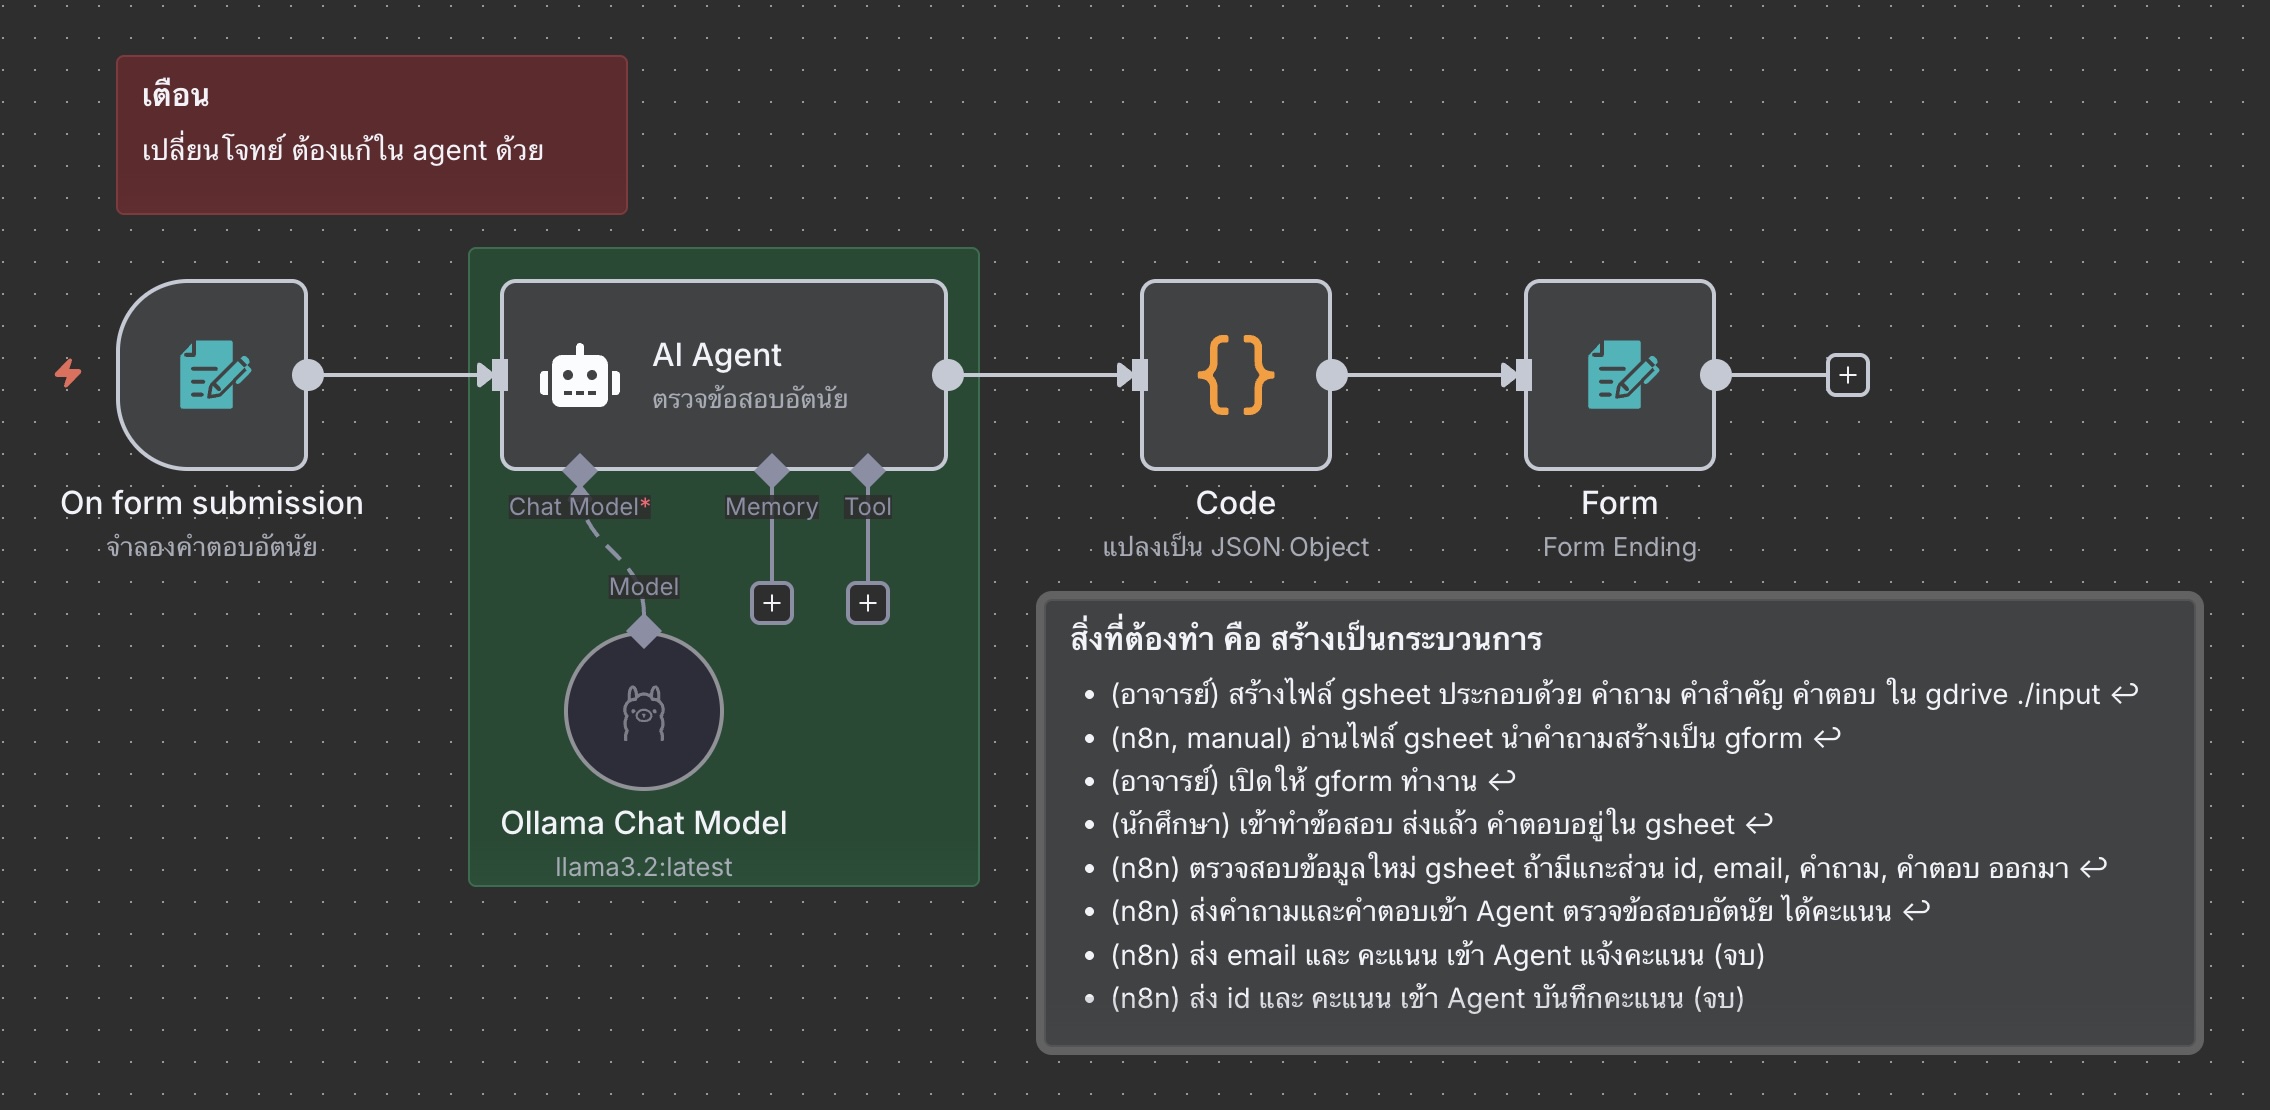 เตือน
เปลี่ยนโจทย์ ต้องแก้ใน agent ด้วย
AI Agent
ตรวจข้อสอบอัตนัย
Chat Model*
Memory
Tool
Model
On form submission
จำลองคำตอบอัตนัย
Code
แปลงเป็น JSON Object
Form
Form Ending
Ollama Chat Model
llama3.2:latest
สิ่งที่ต้องทำ คือ สร้างเป็นกระบวนการ
• (อาจารย์) สร้างไฟล์ gsheet ประกอบด้วย คำถาม คำสำคัญ คำตอบ ใน gdrive ./input ↩
• (n8n, manual) อ่านไฟล์ gsheet นำคำถามสร้างเป็น gform ↩
• (อาจารย์) เปิดให้ gform ทำงาน ↩
• (นักศึกษา) เข้าทำข้อสอบ ส่งแล้ว คำตอบอยู่ใน gsheet ↩
• (n8n) ตรวจสอบข้อมูลใหม่ gsheet ถ้ามีแกะส่วน id, email, คำถาม, คำตอบ ออกมา ↩
• (n8n) ส่งคำถามและคำตอบเข้า Agent ตรวจข้อสอบอัตนัย ได้คะแนน ↩
• (n8n) ส่ง email และ คะแนน เข้า Agent แจ้งคะแนน (จบ)
• (n8n) ส่ง id และ คะแนน เข้า Agent บันทึกคะแนน (จบ)